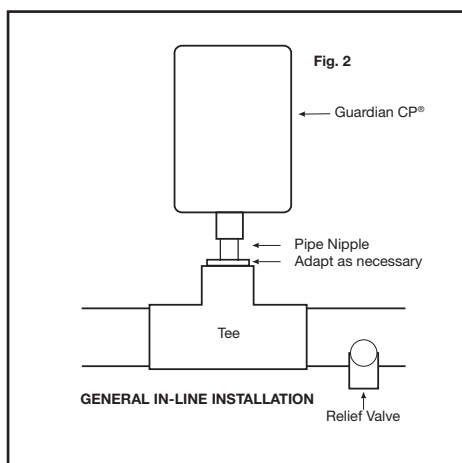 Fig. 2
Guardian CP®
Pipe Nipple
Adapt as necessary
Tee
GENERAL IN-LINE INSTALLATION
Relief Valve